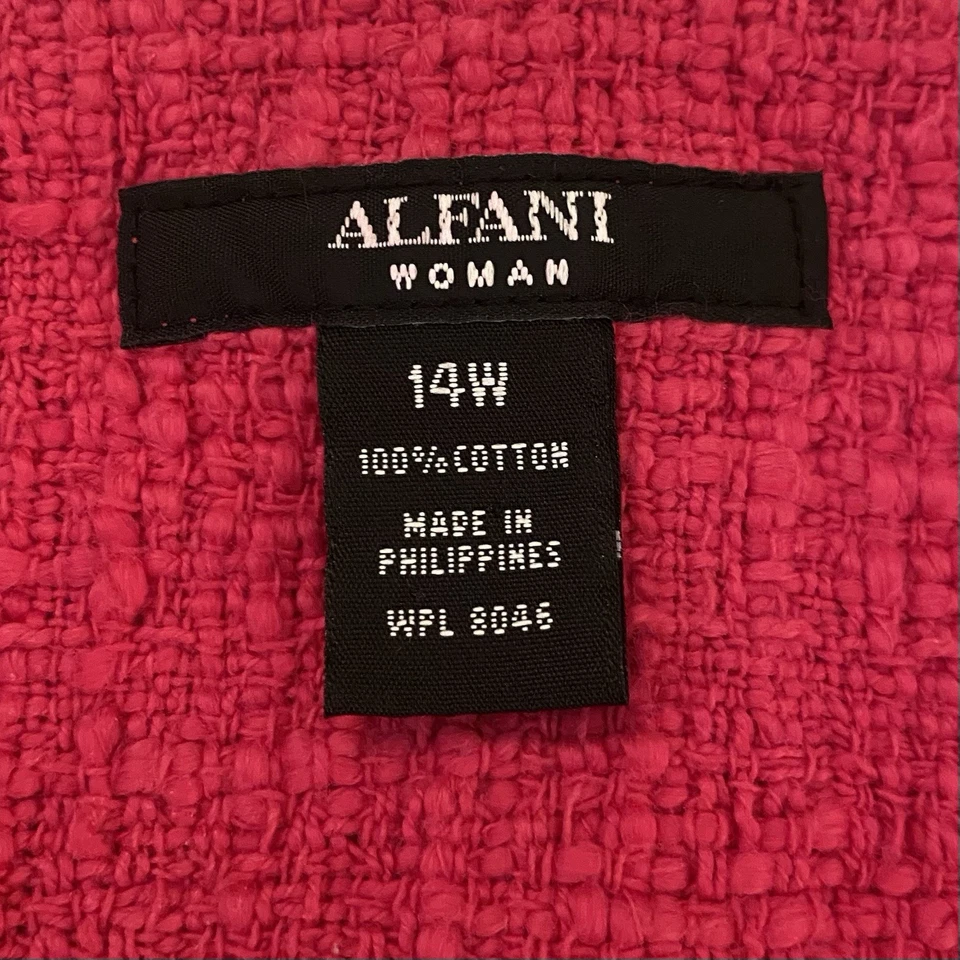 ALFANI
WOMAN
14W
100%COTTON
MADE IN
PHILIPPINES
WPL 8046